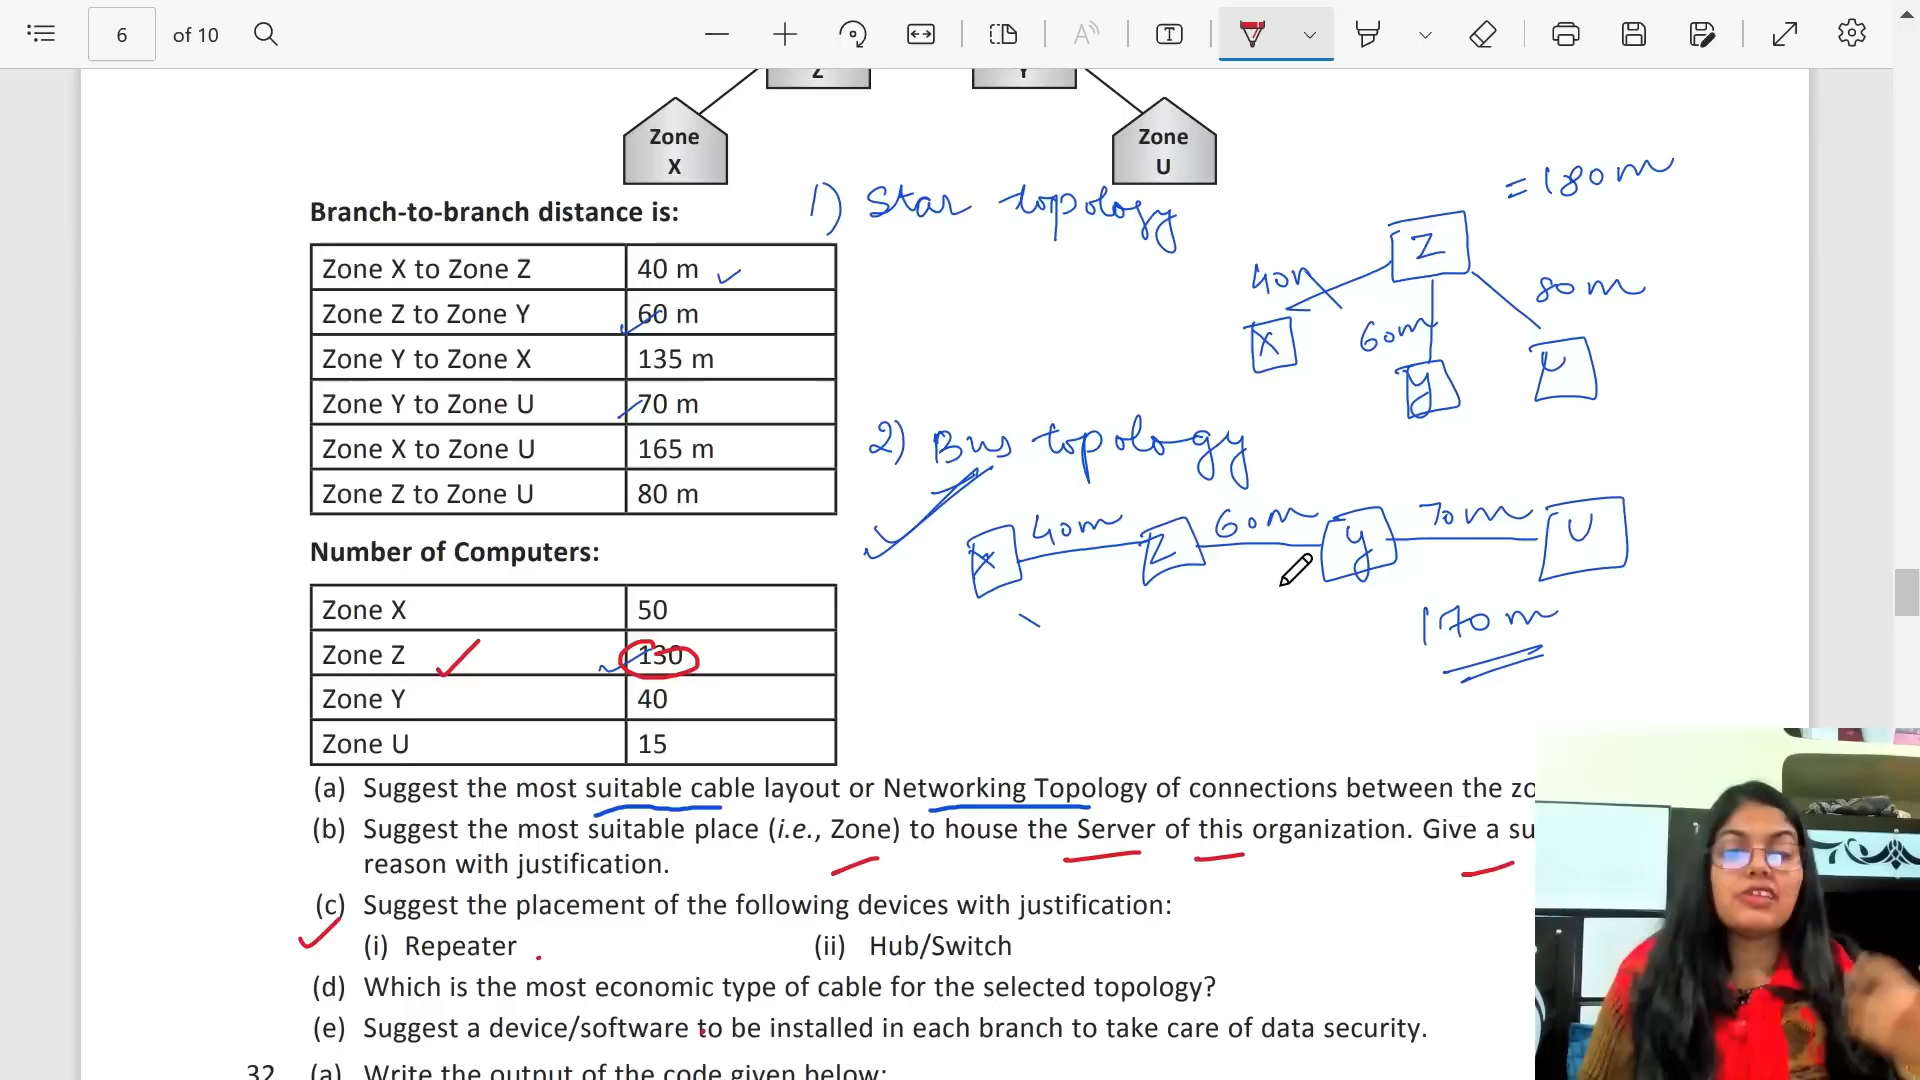 6 of 10
Z Y
Zone X
Zone U
Branch-to-branch distance is:
Zone X to Zone Z 40 m
Zone Z to Zone Y 60 m
Zone Y to Zone X 135 m
Zone Y to Zone U 70 m
Zone X to Zone U 165 m
Zone Z to Zone U 80 m
1) Star topology
= 180m
Z
40m
80m
60m
X
Y
U
2) Bus topology
X 40m Z 60m Y 70m U
170m
Number of Computers:
Zone X 50
Zone Z 130
Zone Y 40
Zone U 15
(a) Suggest the most suitable cable layout or Networking Topology of connections between the
(b) Suggest the most suitable place (i.e., Zone) to house the Server of this organization. Give a
reason with justification.
(c) Suggest the placement of the following devices with justification:
(i) Repeater (ii) Hub/Switch
(d) Which is the most economic type of cable for the selected topology?
(e) Suggest a device/software to be installed in each branch to take care of data security.
32 (a) Write the output of the code given below: